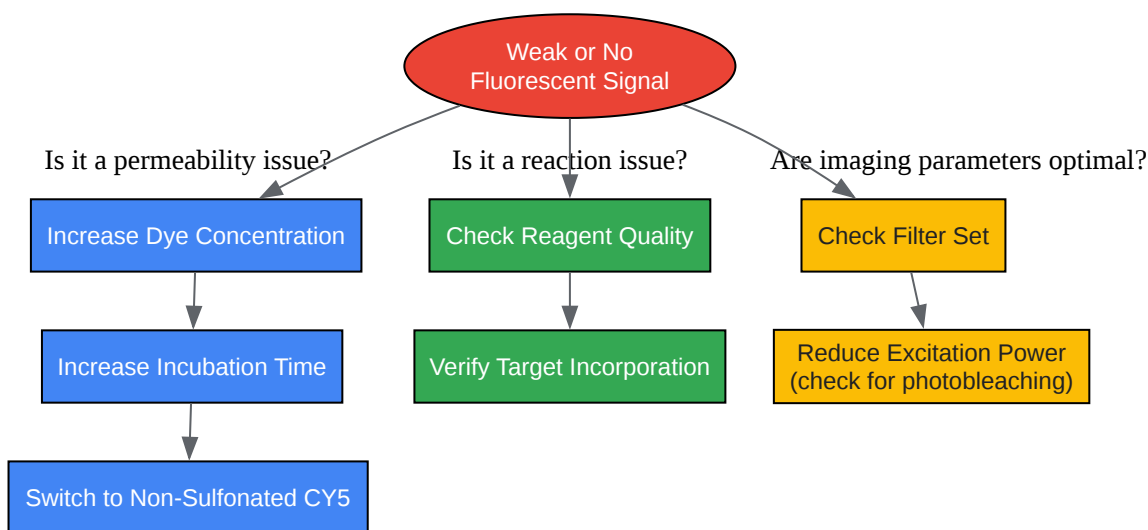 Weak or No
Fluorescent Signal
Is it a permeability issue?
Is it a reaction issue?
Are imaging parameters optimal?
Increase Dye Concentration
Check Reagent Quality
Check Filter Set
Increase Incubation Time
Verify Target Incorporation
Reduce Excitation Power
(check for photobleaching)
Switch to Non-Sulfonated CY5